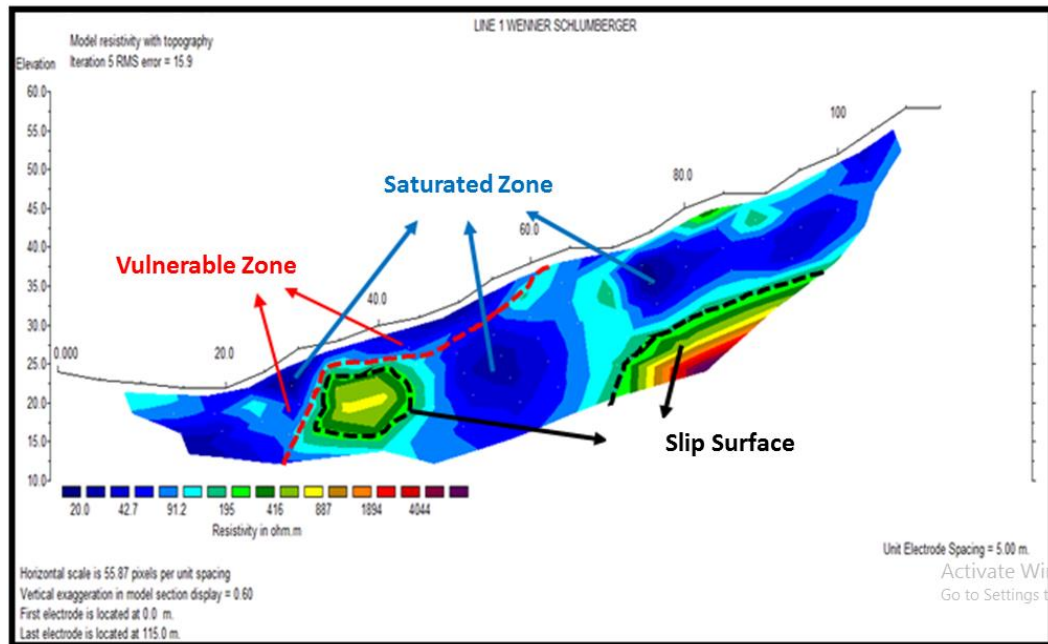 LINE 1 WENNER SCHLUMBERGER
Model resistivity with topography
Iteration 5 RMS error = 15.9
Elevation
60.0
55.0
50.0
45.0
40.0
35.0
30.0
25.0
20.0
15.0
10.0
0.000
20.0
40.0
60.0
80.0
100
Saturated Zone
Vulnerable Zone
Slip Surface
20.0 42.7 91.2 195 416 887 1894 4044
Resistivity in ohm.m
Unit Electrode Spacing = 5.00 m.
Horizontal scale is 55.87 pixels per unit spacing
Vertical exaggeration in model section display = 0.60
First electrode is located at 0.0 m.
Last electrode is located at 115.0 m.
Activate Wi
Go to Settings t